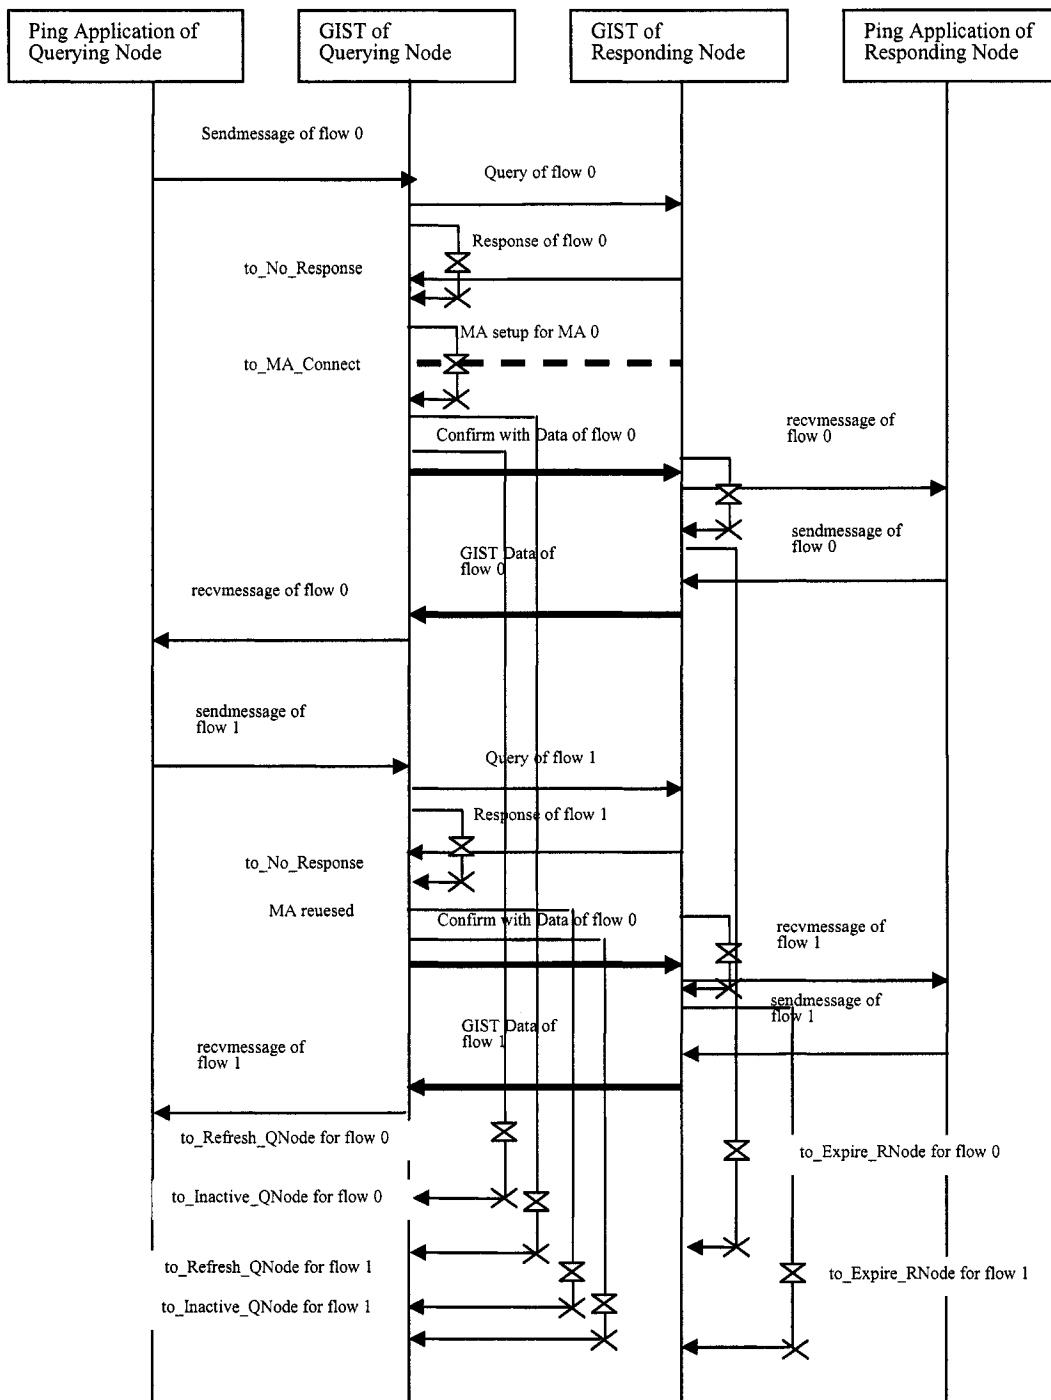 Ping Application of
Querying Node
GIST of
Querying Node
GIST of
Responding Node
Ping Application of
Responding Node
Sendmessage of flow 0
Query of flow 0
Response of flow 0
to_No_Response
MA setup for MA 0
to_MA_Connect
recvmessage of
flow 0
Confirm with Data of flow 0
sendmessage of
flow 0
GIST Data of
flow 0
recvmessage of flow 0
sendmessage of
flow 1
Query of flow 1
Response of flow 1
to_No_Response
MA reuesed
Confirm with Data of flow 0
recvmessage of
flow 1
sendmessage of
flow 1
GIST Data of
flow 1
recvmessage of
flow 1
to_Refresh_QNode for flow 0
to_Expire_RNode for flow 0
to_Inactive_QNode for flow 0
to_Refresh_QNode for flow 1
to_Expire_RNode for flow 1
to_Inactive_QNode for flow 1